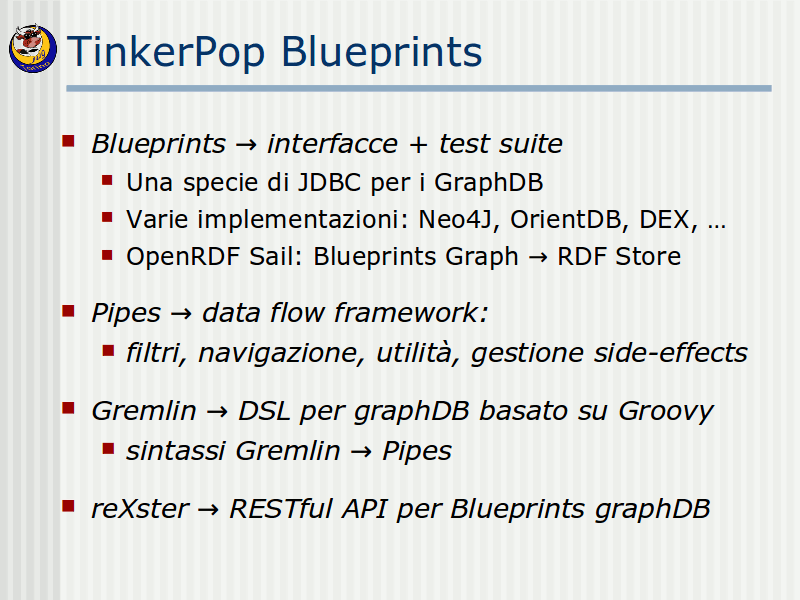 TinkerPop Blueprints
Blueprints → interfacce + test suite
Una specie di JDBC per i GraphDB
Varie implementazioni: Neo4J, OrientDB, DEX, ...
OpenRDF Sail: Blueprints Graph → RDF Store
Pipes → data flow framework:
filtri, navigazione, utilità, gestione side-effects
Gremlin → DSL per graphDB basato su Groovy
sintassi Gremlin → Pipes
reXster → RESTful API per Blueprints graphDB